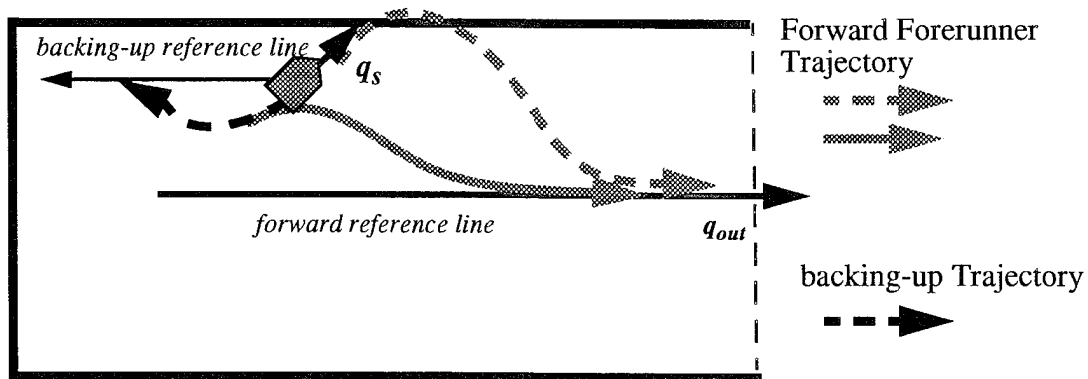 backing-up reference line
q_s
forward reference line
q_out
Forward Forerunner
Trajectory
backing-up Trajectory